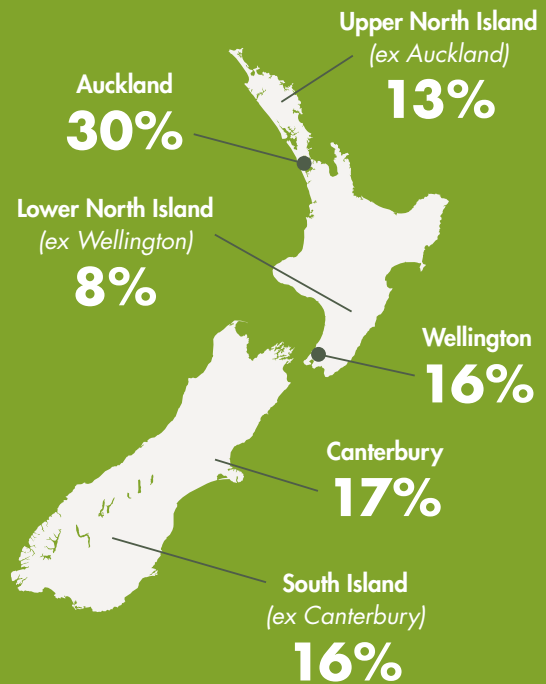 Upper North Island
(ex Auckland)
13%
Auckland
30%
Lower North Island
(ex Wellington)
8%
Wellington
16%
Canterbury
17%
South Island
(ex Canterbury)
16%